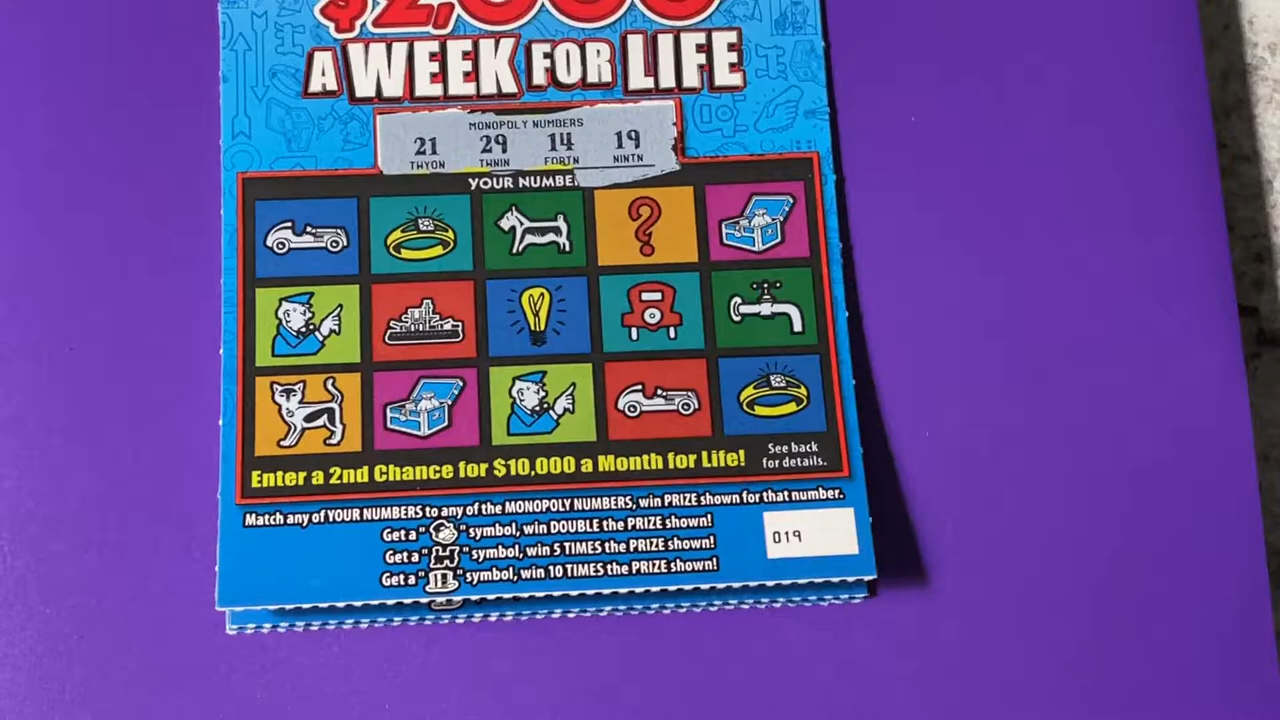 $2,000
A WEEK FOR LIFE
MONOPOLY NUMBERS
21 29 14 19
TWYON TWNIN FORTN NINTN
YOUR NUMBE
?
Enter a 2nd Chance for $10,000 a Month for Life!
See back
for details.
Match any of YOUR NUMBERS to any of the MONOPOLY NUMBERS, win PRIZE shown for that number.
Get a " " symbol, win DOUBLE the PRIZE shown!
Get a " " symbol, win 5 TIMES the PRIZE shown!
Get a " " symbol, win 10 TIMES the PRIZE shown!
019